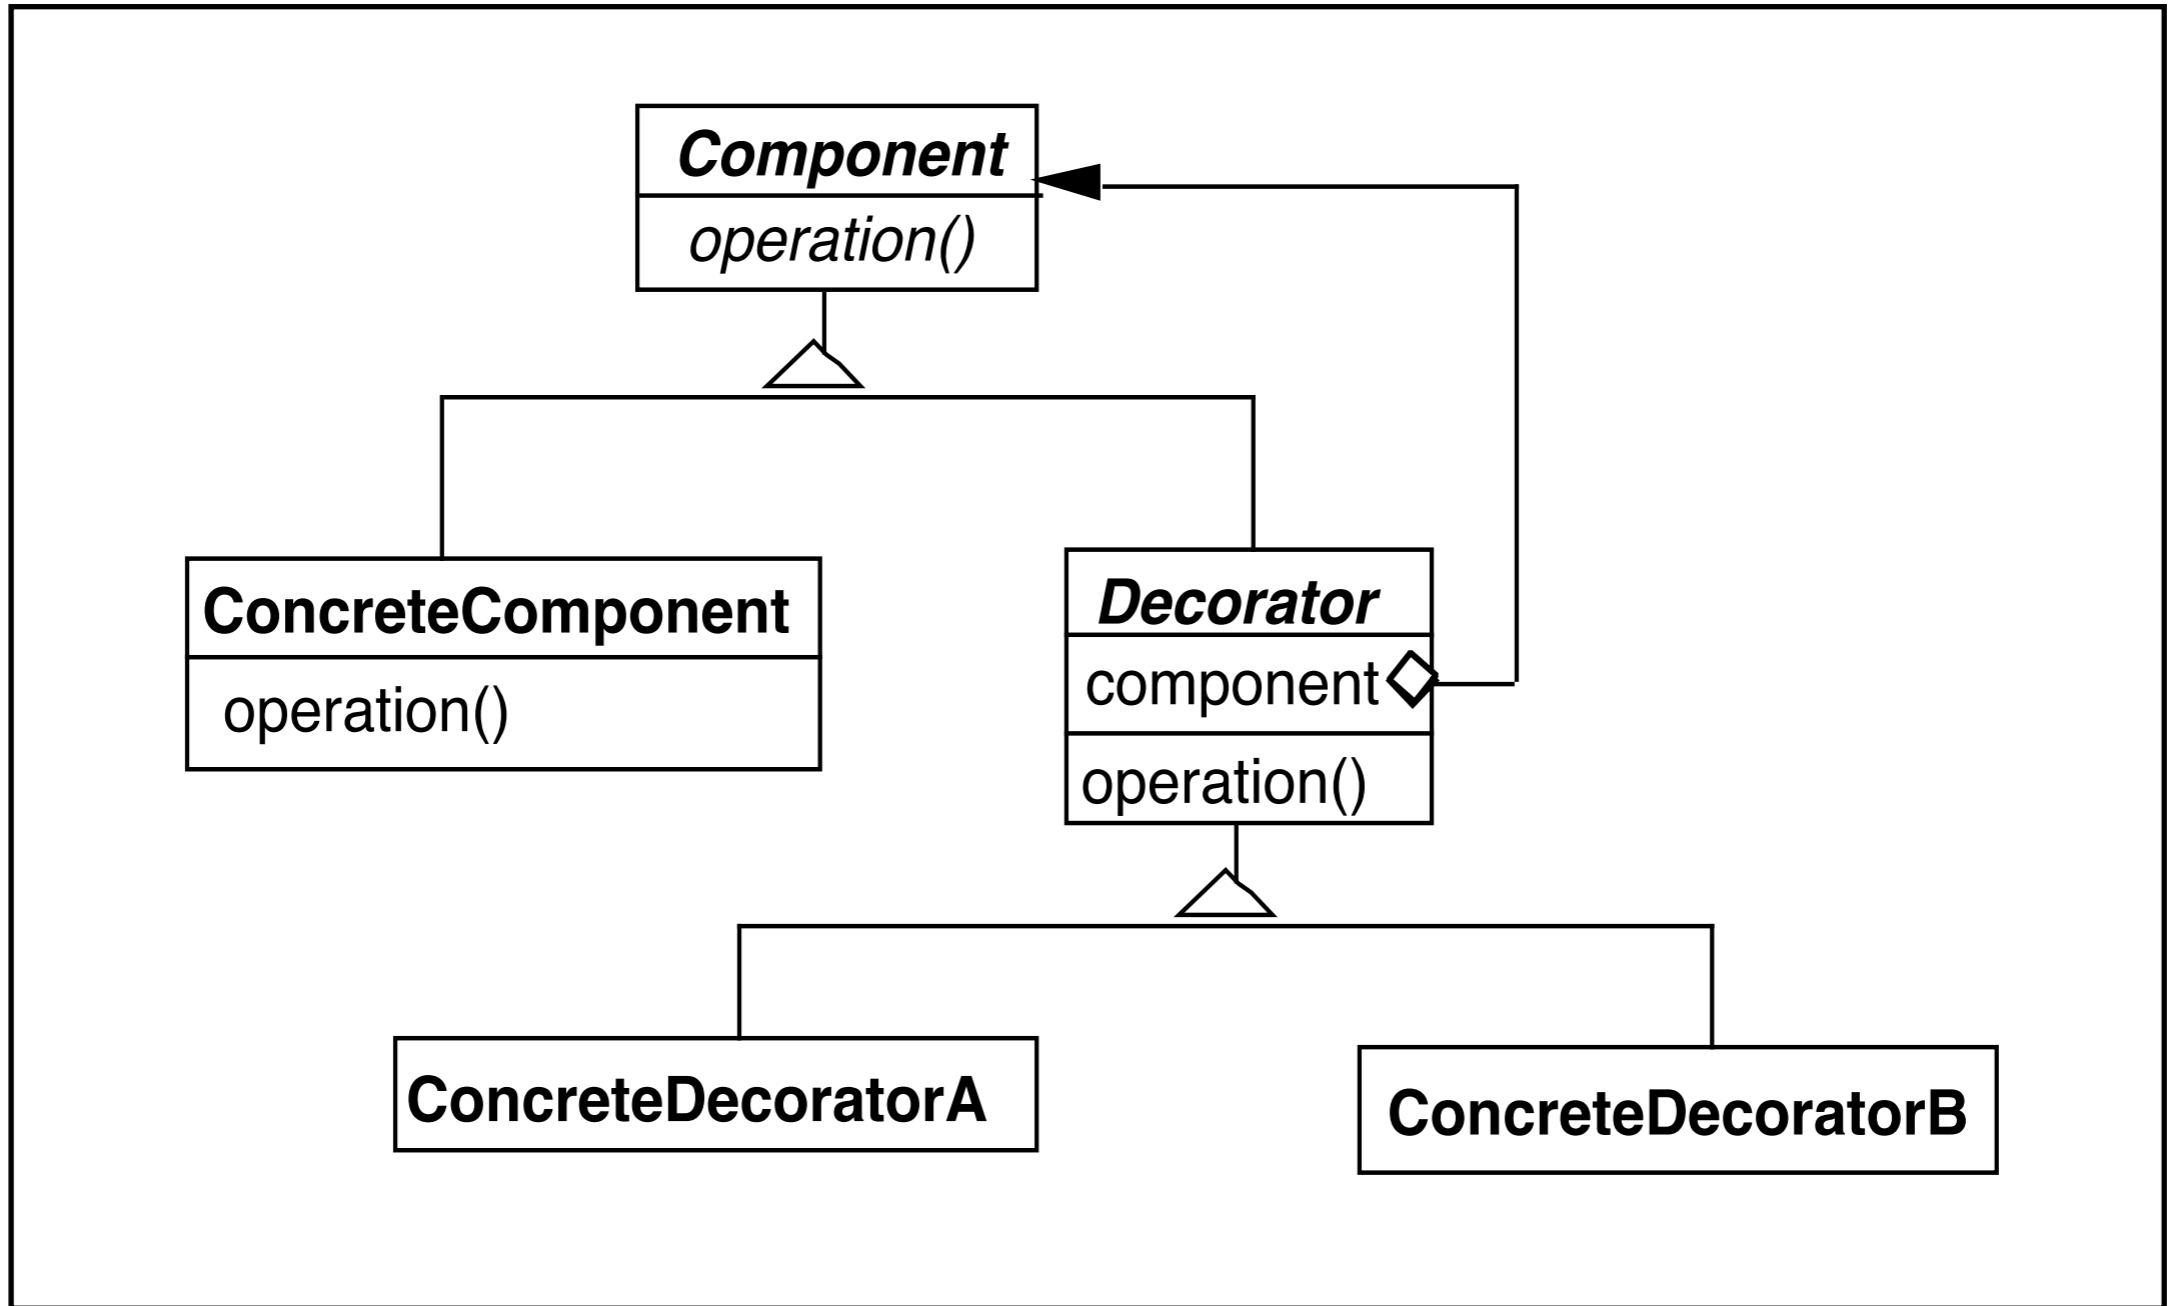 Component
operation()
ConcreteComponent
operation()
Decorator
component
operation()
ConcreteDecoratorA
ConcreteDecoratorB